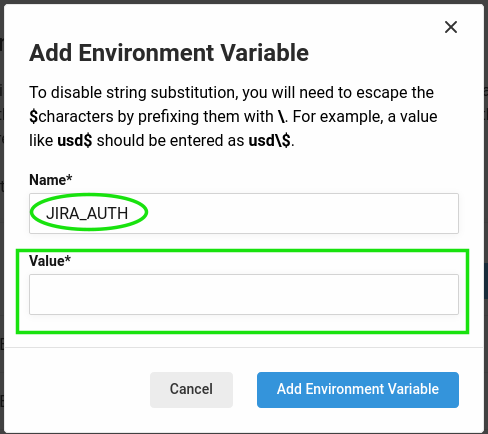 Add Environment Variable
To disable string substitution, you will need to escape the
$characters by prefixing them with \. For example, a value
like usd$ should be entered as usd\$.
Name*
JIRA_AUTH
Value*
Cancel
Add Environment Variable